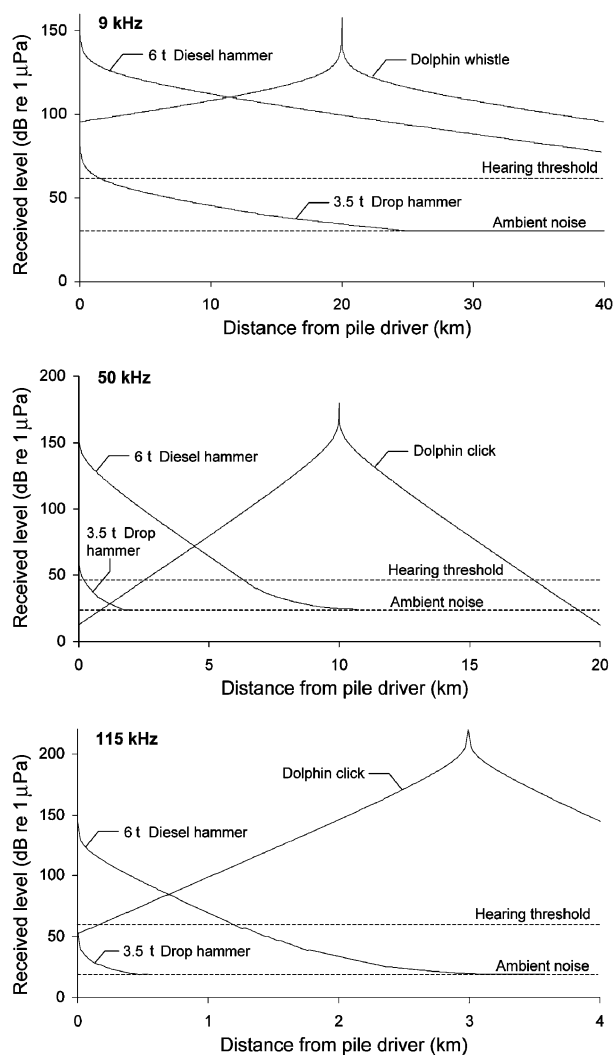 9 kHz
150
100
50
0
Received level (dB re 1 µPa)
6 t Diesel hammer
Dolphin whistle
Hearing threshold
3.5 t Drop hammer
Ambient noise
0 10 20 30 40
Distance from pile driver (km)
50 kHz
200
150
100
50
0
Received level (dB re 1 µPa)
6 t Diesel hammer
Dolphin click
3.5 t Drop
hammer
Hearing threshold
Ambient noise
0 5 10 15 20
Distance from pile driver (km)
115 kHz
200
150
100
50
0
Received level (dB re 1 µPa)
Dolphin click
6 t Diesel hammer
Hearing threshold
3.5 t Drop hammer
Ambient noise
0 1 2 3 4
Distance from pile driver (km)